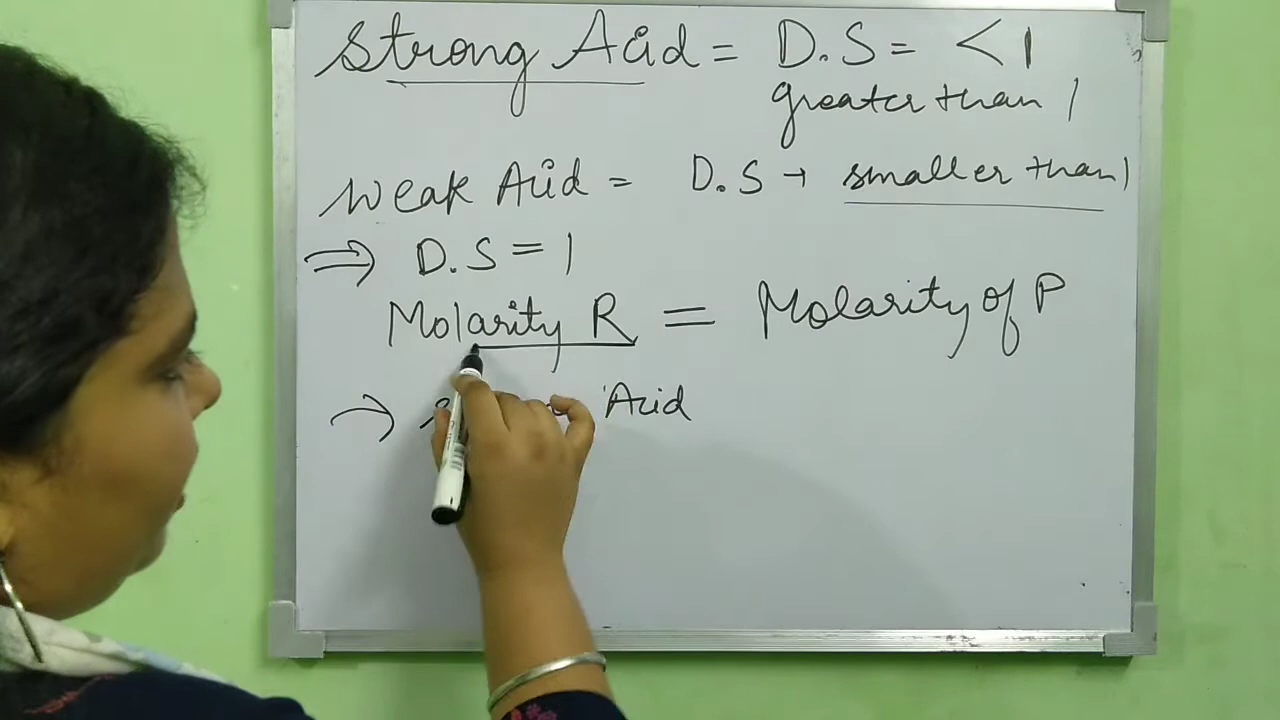 Strong Acid = D.S = < 1
greater than 1
Weak Acid = D.S → smaller than 1
⇒ D.S = 1
Molarity R = Molarity of P
→ Acid